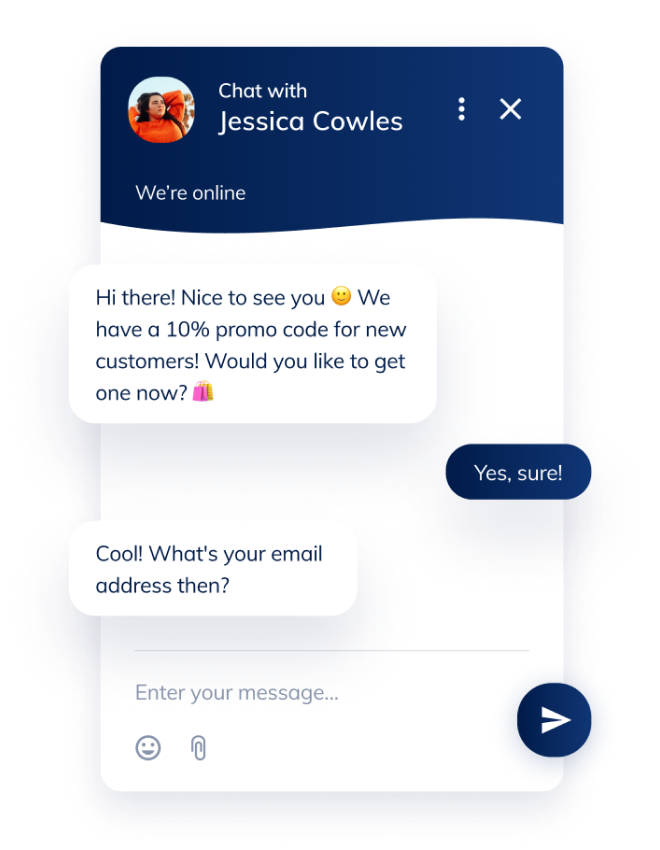 Chat with
Jessica Cowles
We're online
Hi there! Nice to see you 🙂 We
have a 10% promo code for new
customers! Would you like to get
one now? 🛍️
Yes, sure!
Cool! What's your email
address then?
Enter your message...